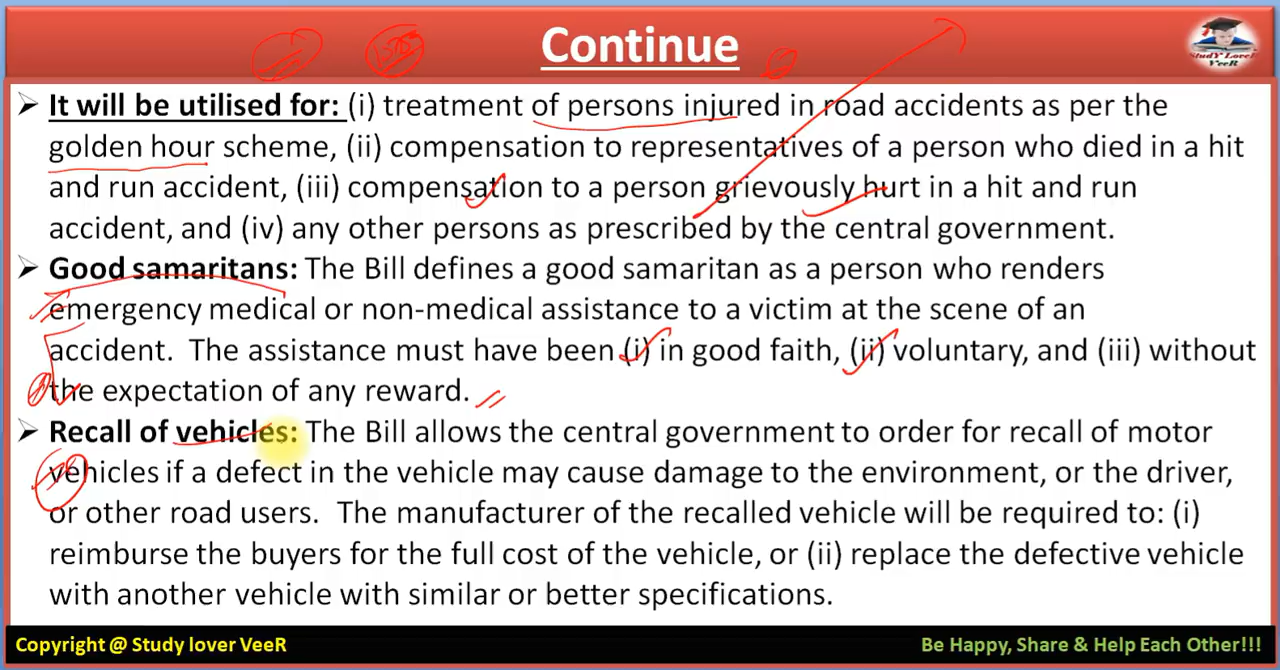 Continue
StudY LoveR
VeeR
➢ It will be utilised for: (i) treatment of persons injured in road accidents as per the
golden hour scheme, (ii) compensation to representatives of a person who died in a hit
and run accident, (iii) compensation to a person grievously hurt in a hit and run
accident, and (iv) any other persons as prescribed by the central government.
➢ Good samaritans: The Bill defines a good samaritan as a person who renders
emergency medical or non-medical assistance to a victim at the scene of an
accident.  The assistance must have been (i) in good faith, (ii) voluntary, and (iii) without
the expectation of any reward.
➢ Recall of vehicles: The Bill allows the central government to order for recall of motor
vehicles if a defect in the vehicle may cause damage to the environment, or the driver,
or other road users.  The manufacturer of the recalled vehicle will be required to: (i)
reimburse the buyers for the full cost of the vehicle, or (ii) replace the defective vehicle
with another vehicle with similar or better specifications.
Copyright @ Study lover VeeR
Be Happy, Share & Help Each Other!!!